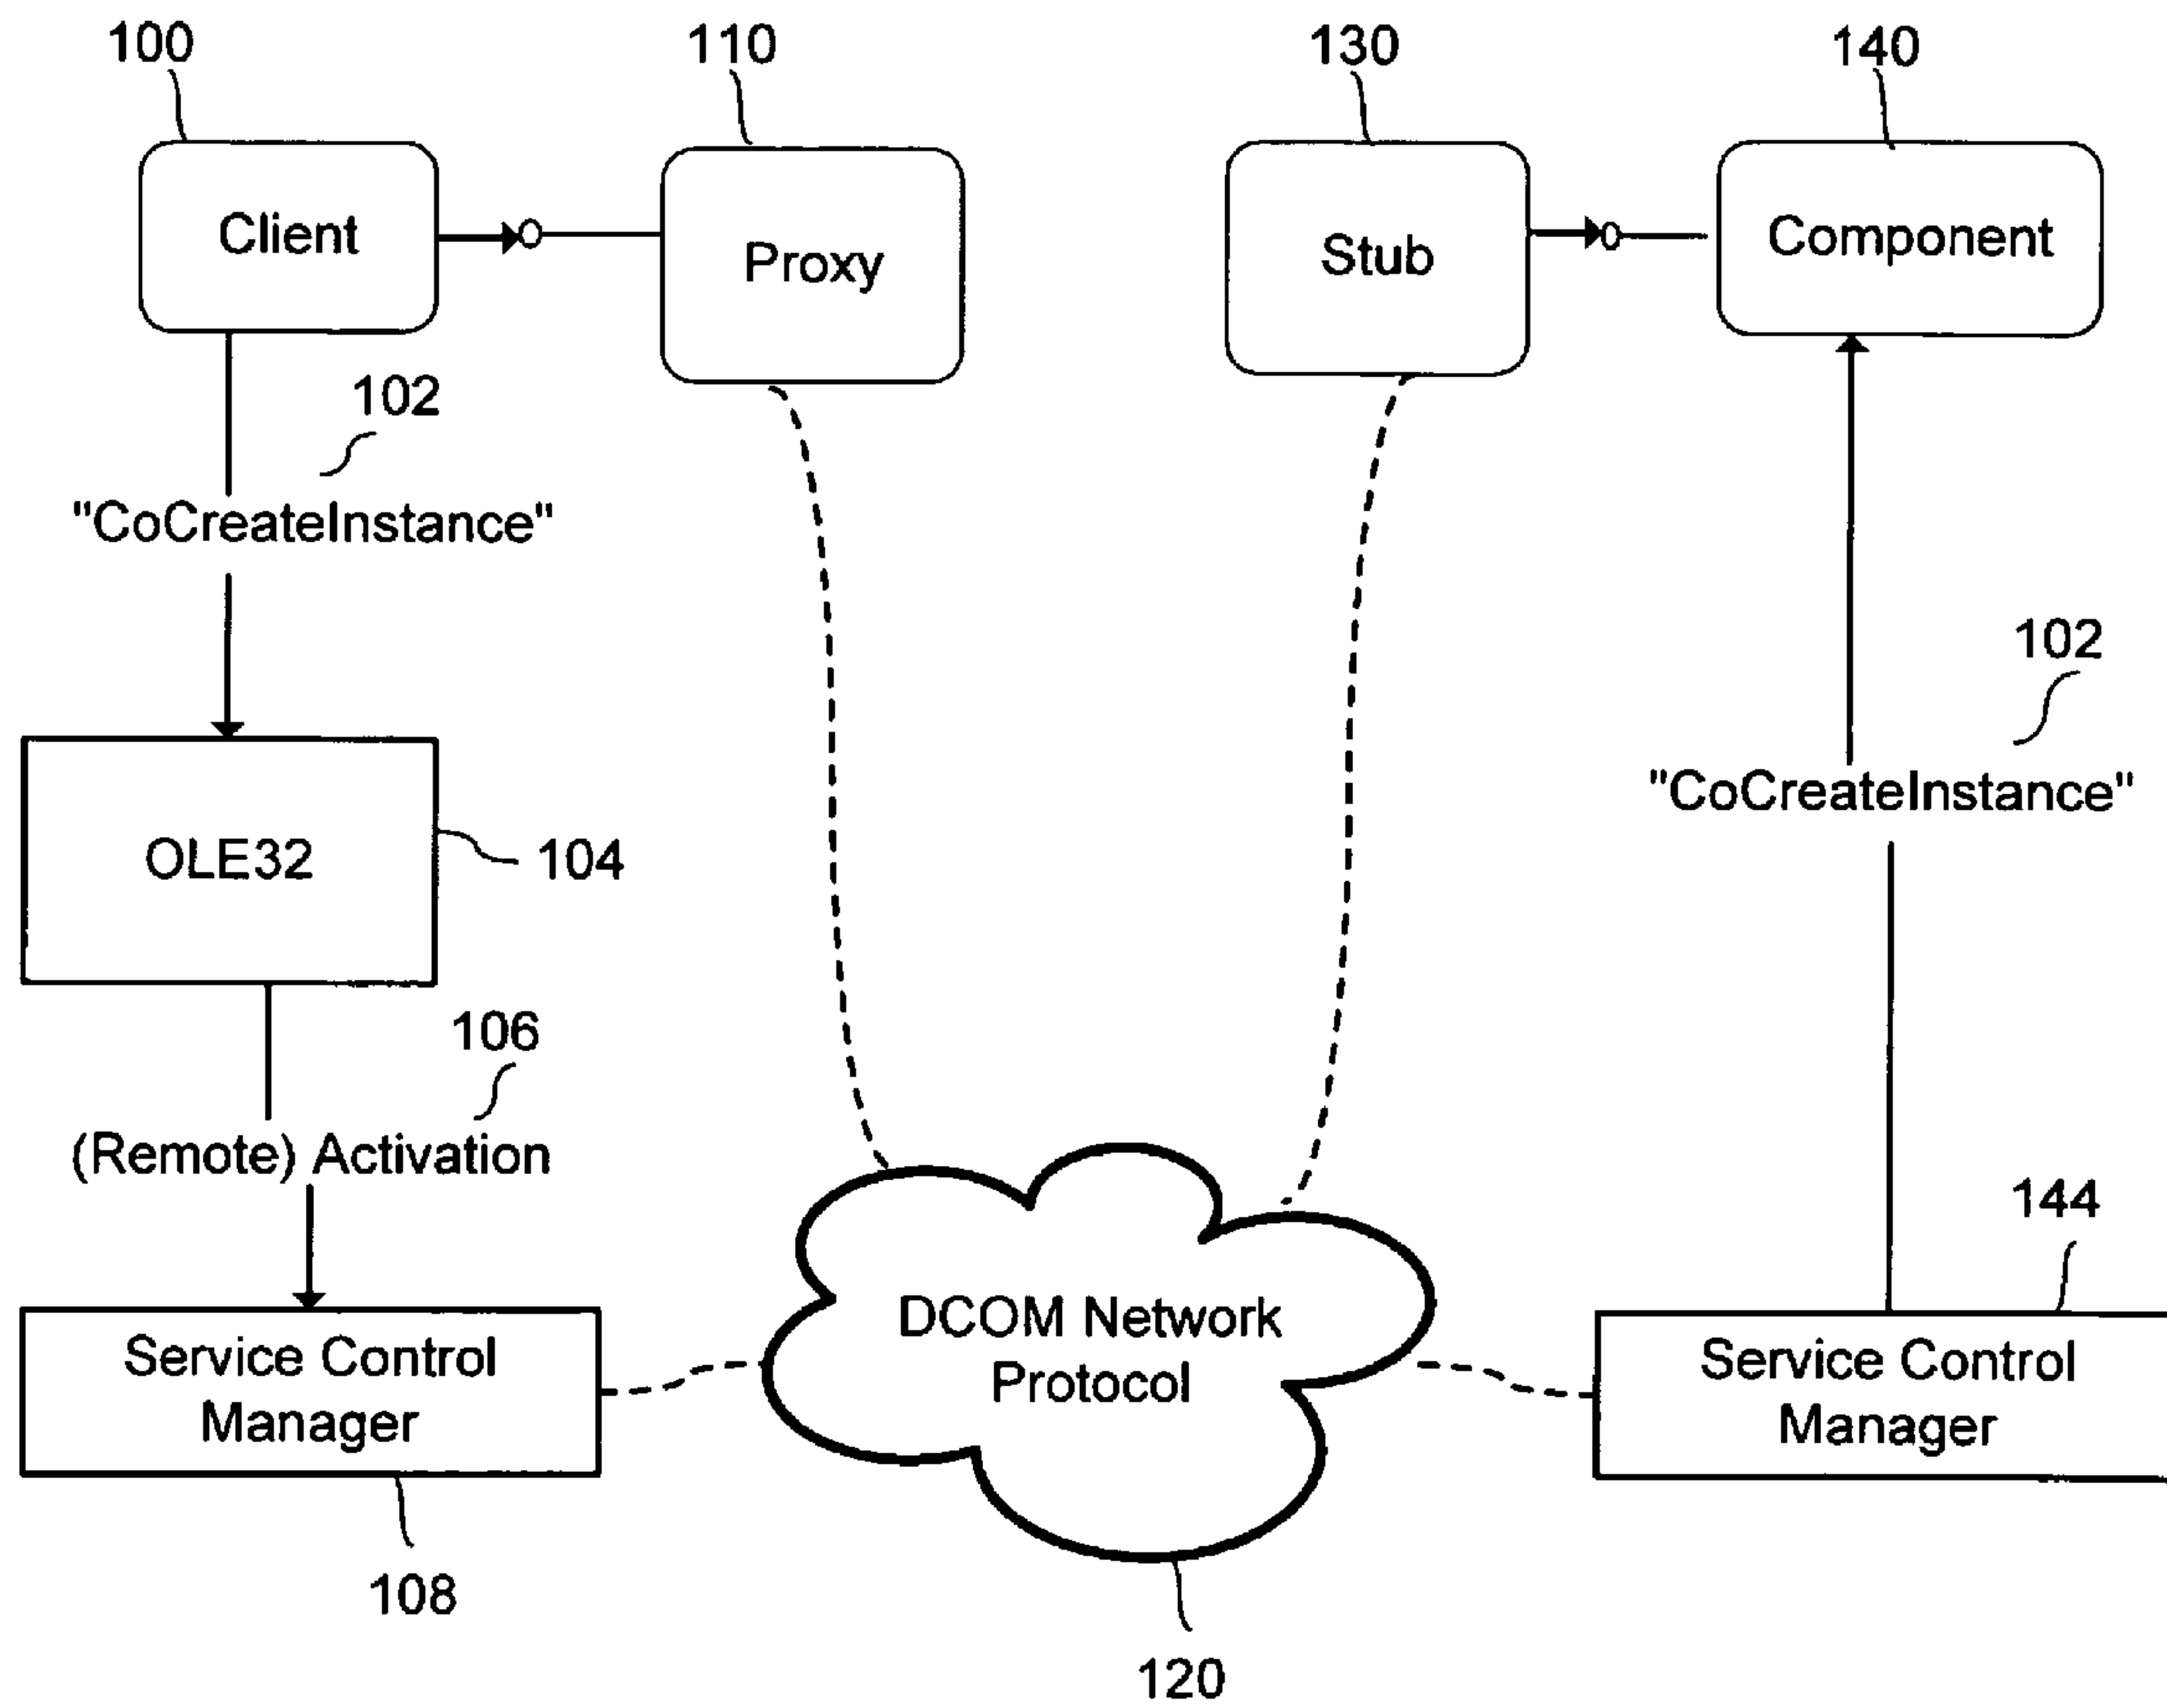 100
110
130
140
Client
Proxy
Stub
Component
102
"CoCreateInstance"
102
"CoCreateInstance"
OLE32
104
106
(Remote) Activation
144
Service Control
Manager
DCOM Network
Protocol
Service Control
Manager
108
120